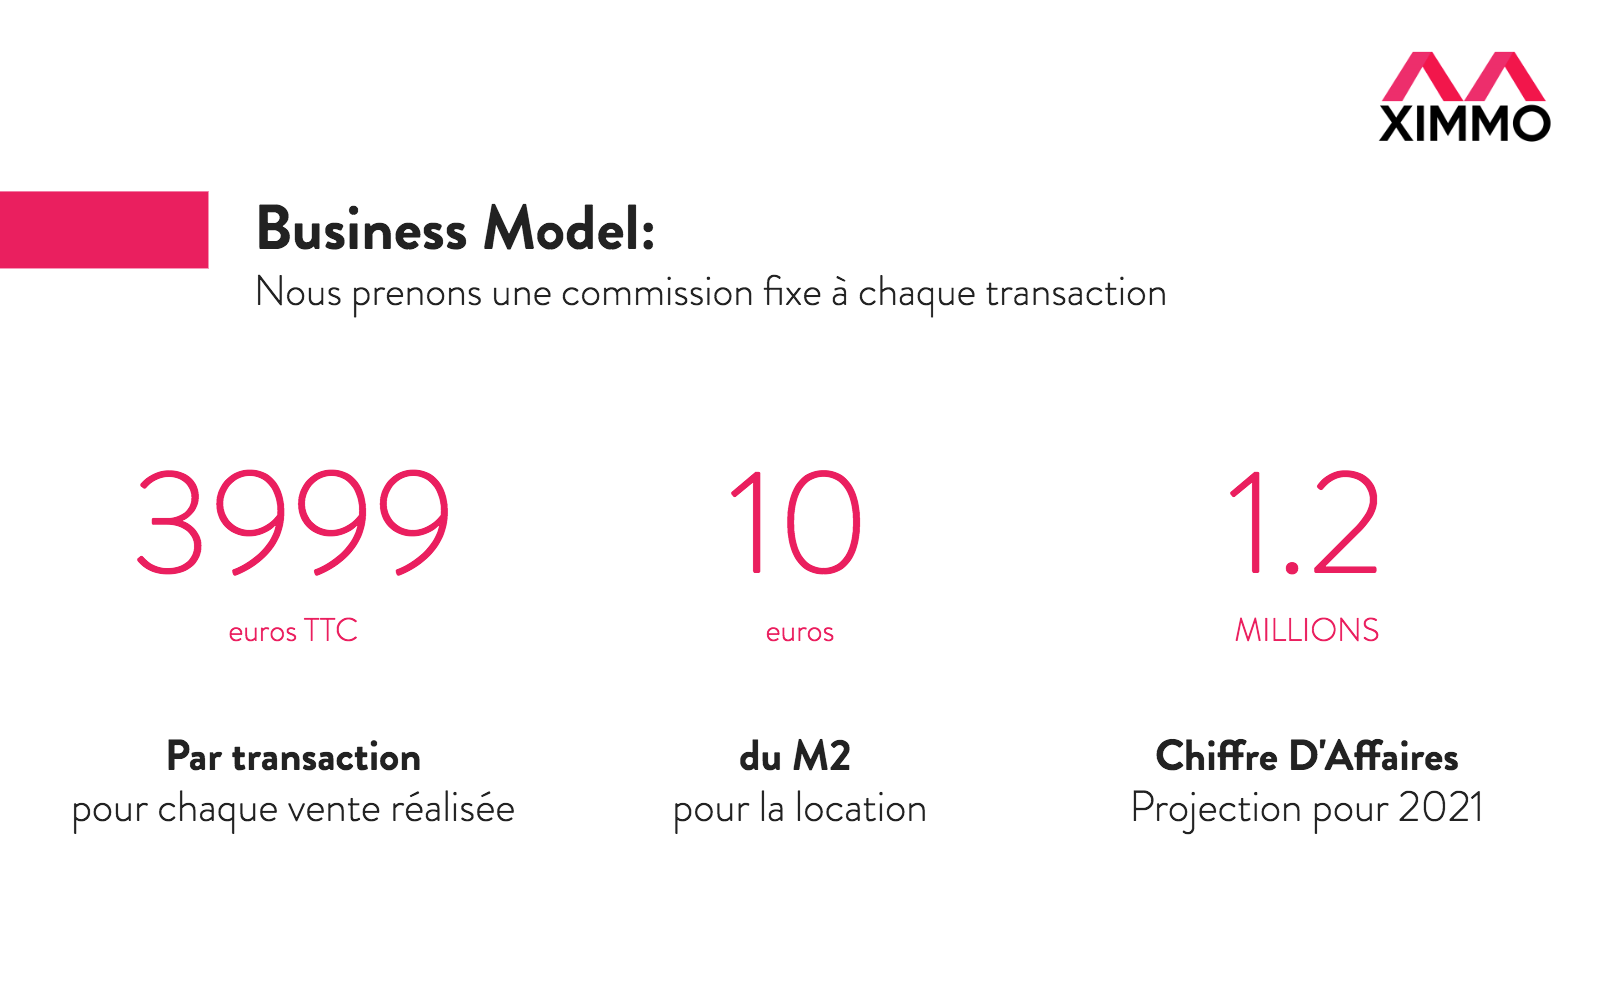 XIMMO
Business Model:
Nous prenons une commission fixe à chaque transaction
3999
euros TTC
Par transaction
pour chaque vente réalisée
10
euros
du M2
pour la location
1.2
MILLIONS
Chiffre D'Affaires
Projection pour 2021